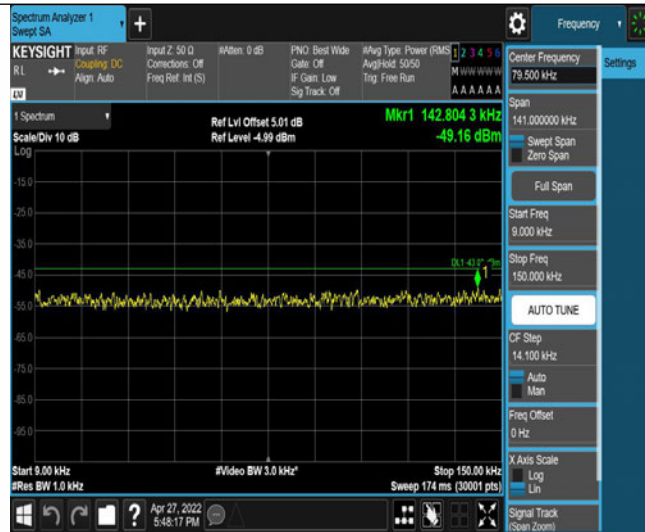 Spectrum Analyzer 1
Swept SA
Frequency
KEYSIGHT
RL
Input: RF
Coupling: DC
Align: Auto
Input Z: 50 Ω
Corrections: Off
Freq Ref: Int (S)
#Atten: 0 dB
PNO: Best Wide
Gate: Off
IF Gain: Low
Sig Track: Off
#Avg Type: Power (RMS
Avg|Hold: 50/50
Trig: Free Run
1 2 3 4 5 6
M W W W W W
A A A A A A
1 Spectrum
Scale/Div 10 dB
Log
Ref Lvl Offset 5.01 dB
Ref Level -4.99 dBm
Mkr1 142.804 3 kHz
-49.16 dBm
-15.0
-25.0
-35.0
-45.0
-55.0
-65.0
-75.0
-85.0
-95.0
1
Start 9.00 kHz
#Res BW 1.0 kHz
#Video BW 3.0 kHz*
Stop 150.00 kHz
Sweep 174 ms (30001 pts)
Center Frequency
79.500 kHz
Settings
Span
141.000000 kHz
Swept Span
Zero Span
Full Span
Start Freq
9.000 kHz
Stop Freq
150.000 kHz
AUTO TUNE
CF Step
14.100 kHz
Auto
Man
Freq Offset
0 Hz
X Axis Scale
Log
Lin
Signal Track
(Span Zoom)
?
Apr 27, 2022
5:48:17 PM